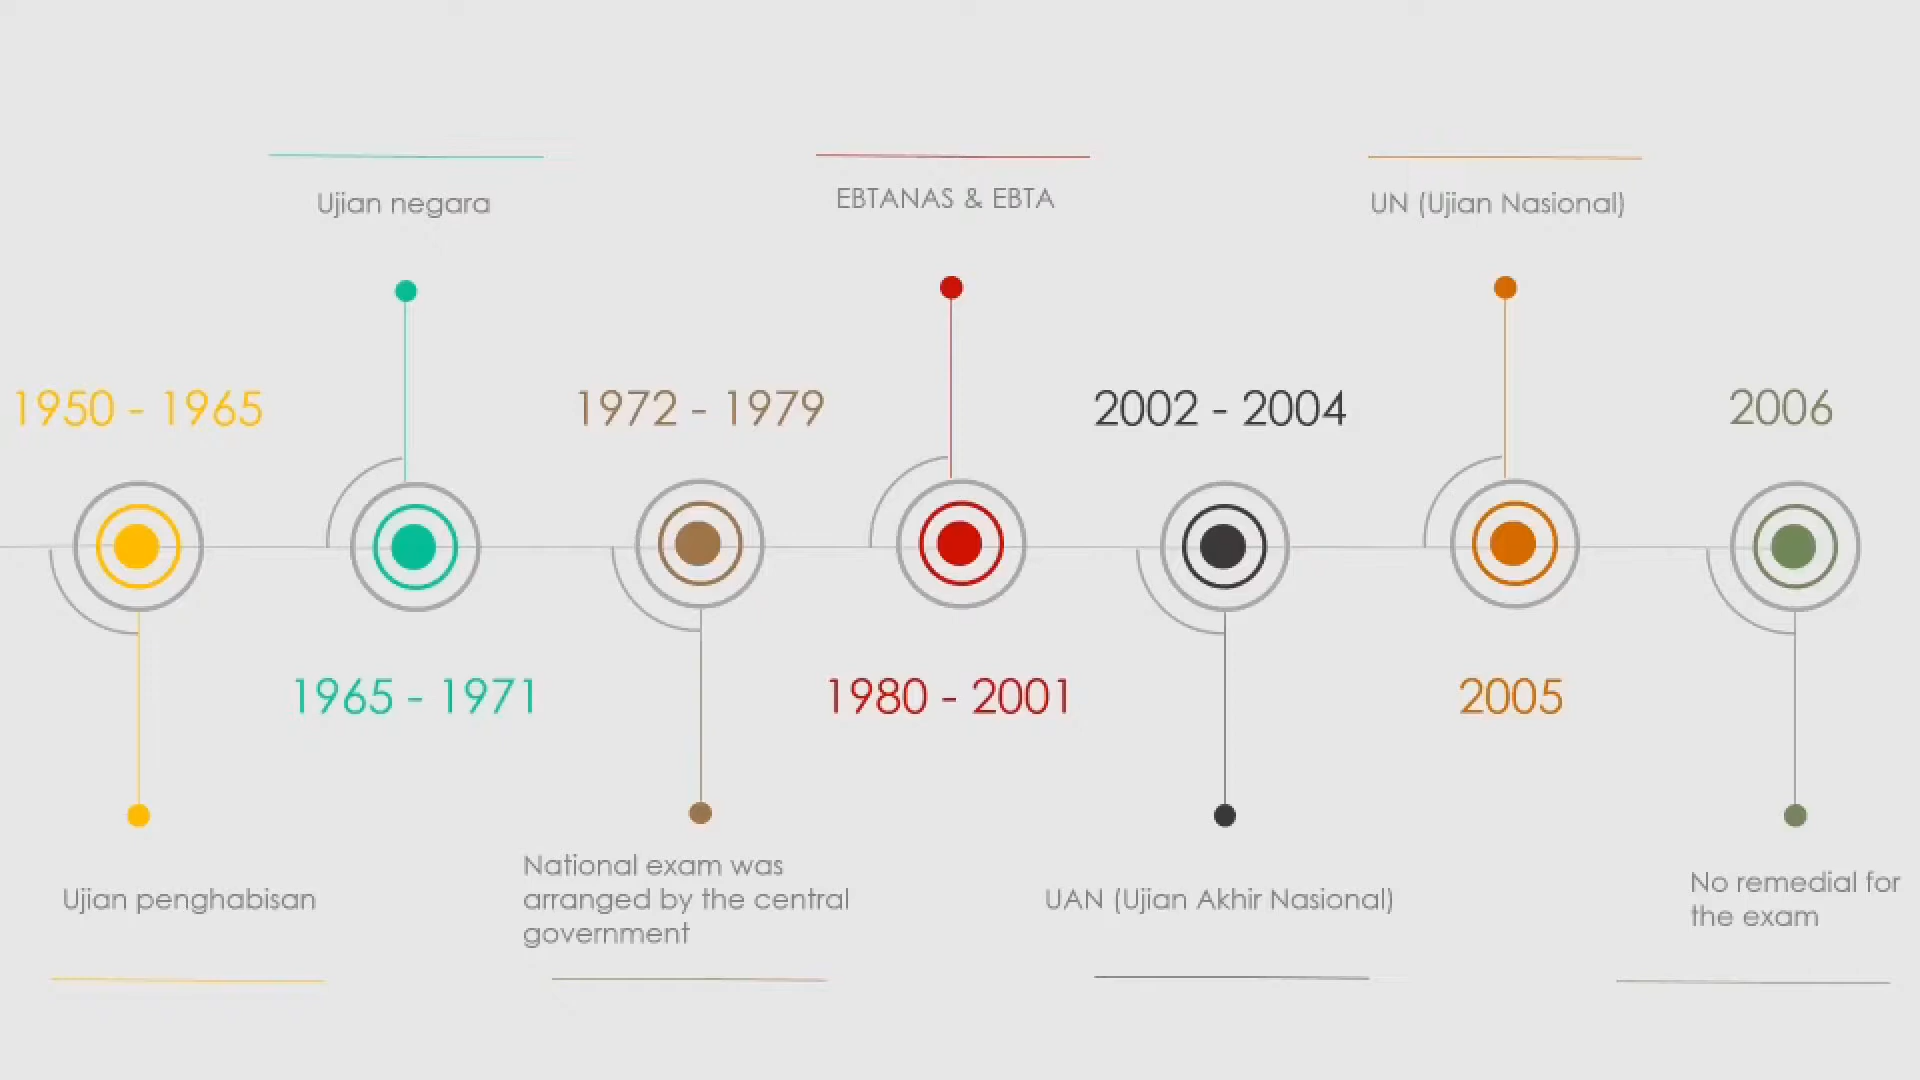 Ujian negara
EBTANAS & EBTA
UN (Ujian Nasional)
1950 - 1965
1972 - 1979
2002 - 2004
2006
1965 - 1971
1980 - 2001
2005
Ujian penghabisan
National exam was
arranged by the central
government
UAN (Ujian Akhir Nasional)
No remedial for
the exam